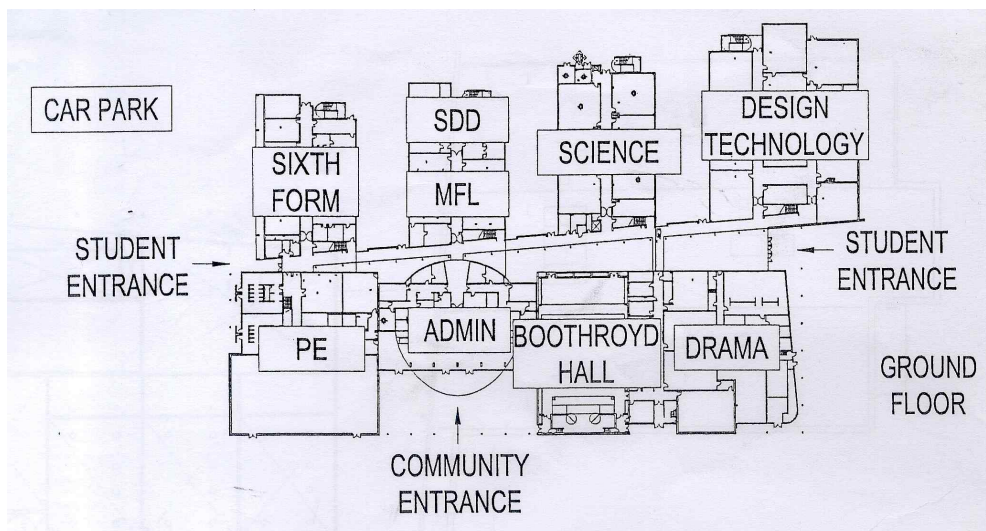 CAR PARK
SIXTH
FORM
SDD
MFL
SCIENCE
DESIGN
TECHNOLOGY
STUDENT
ENTRANCE
STUDENT
ENTRANCE
PE
ADMIN
BOOTHROYD
HALL
DRAMA
GROUND
FLOOR
COMMUNITY
ENTRANCE